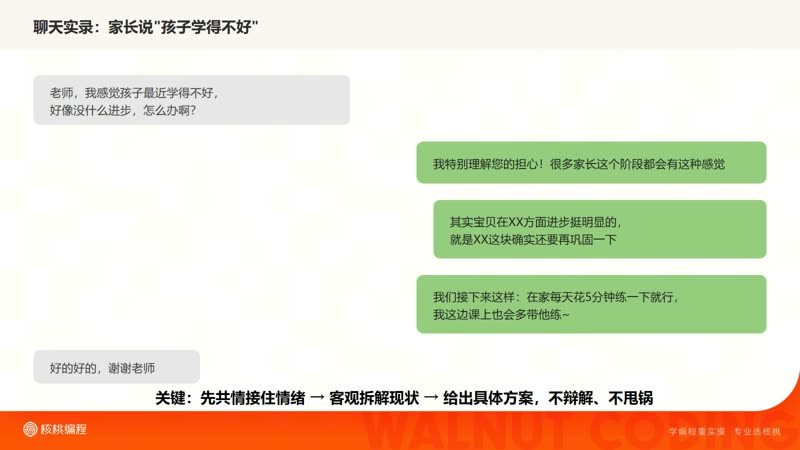 聊天实录：家长说"孩子学得不好"
老师，我感觉孩子最近学得不好，
好像没什么进步，怎么办啊？
我特别理解您的担心！很多家长这个阶段都会有这种感觉
其实宝贝在XX方面进步挺明显的，
就是XX这块确实还要再巩固一下
我们接下来这样：在家每天花5分钟练一下就行，
我这边课上也会多带他练~
好的好的，谢谢老师
关键：先共情接住情绪 → 客观拆解现状 → 给出具体方案，不辩解、不甩锅
核桃编程
WALNUT CODING
学编程重实操 专业选核桃